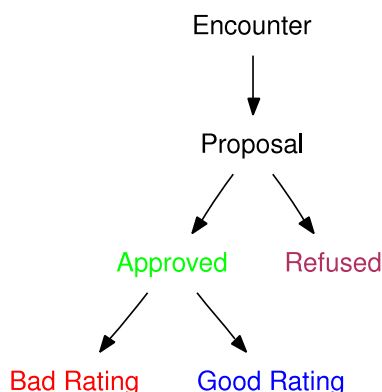 Encounter
Proposal
Approved
Refused
Bad Rating
Good Rating